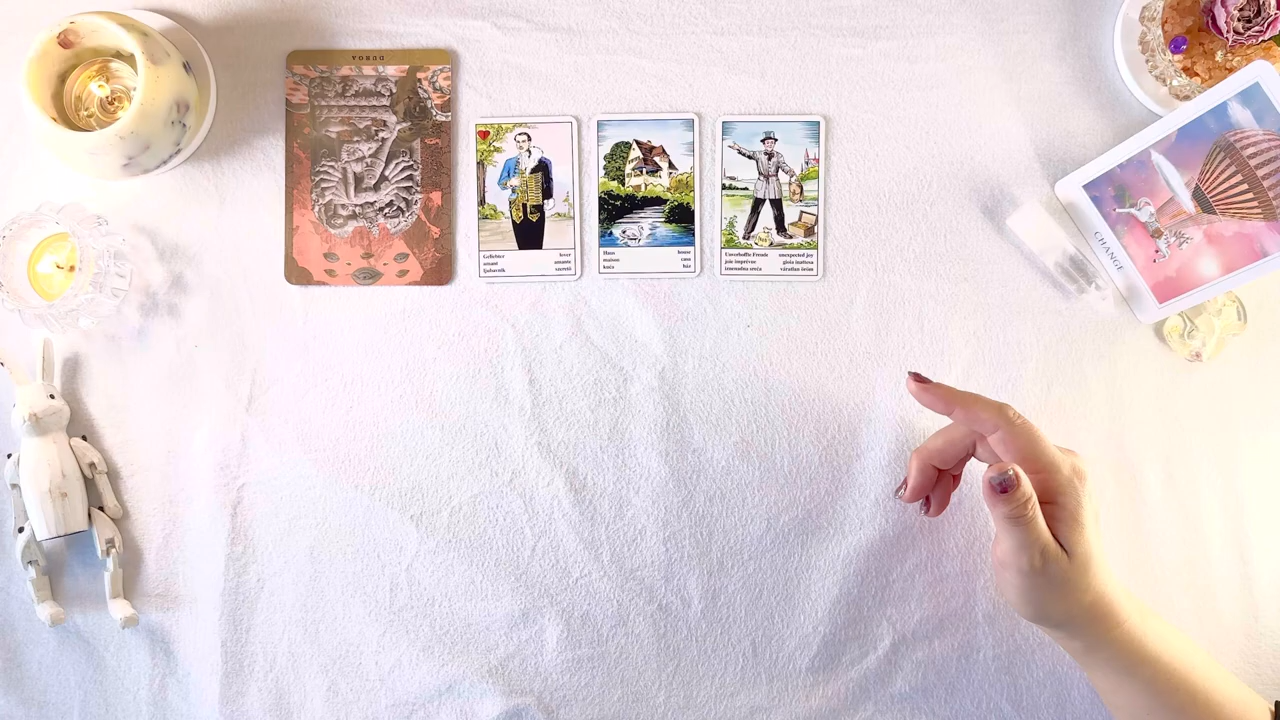 DURGA
Geliebter lover
amant amante
ljubavnik szerető
Haus house
maison casa
kuća ház
Unverhoffte Freude unexpected joy
joie imprévue gioia inattesa
iznenadna sreća váratlan öröm
CHANGE